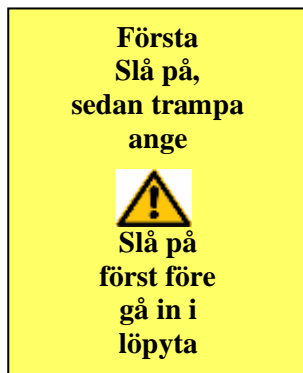 Första
Slå på,
sedan trampa
ange
Slå på
först före
gå in i
löpyta